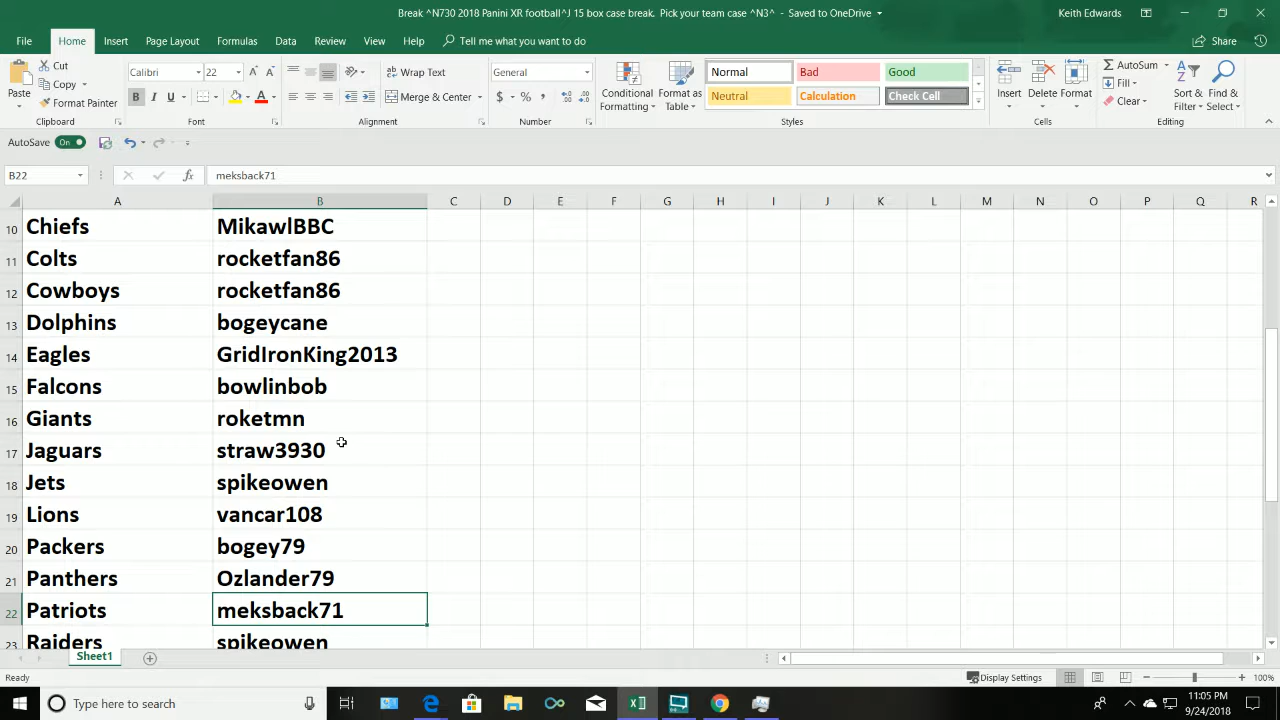 Break ^N730 2018 Panini XR football^J 15 box case break.  Pick your team case ^N3^  -  Saved to OneDrive
Keith Edwards
File Home Insert Page Layout Formulas Data Review View Help Tell me what you want to do Share
Paste
Cut
Copy
Format Painter
Clipboard
Calibri 22
B I U
Font
Wrap Text
Merge & Center
Alignment
General
$ % ,
Number
Conditional Formatting
Format as Table
Normal Bad Good
Neutral Calculation Check Cell
Styles
Insert Delete Format
Cells
AutoSum
Fill
Clear
Sort & Filter
Find & Select
Editing
AutoSave On
B22 fx meksback71
A B C D E F G H I J K L M N O P Q R
10 Chiefs MikawlBBC
11 Colts rocketfan86
12 Cowboys rocketfan86
13 Dolphins bogeycane
14 Eagles GridIronKing2013
15 Falcons bowlinbob
16 Giants roketmn
17 Jaguars straw3930
18 Jets spikeowen
19 Lions vancar108
20 Packers bogey79
21 Panthers Ozlander79
22 Patriots meksback71
23 Raiders spikeowen
Sheet1
Ready Display Settings 100%
Type here to search
11:05 PM
9/24/2018